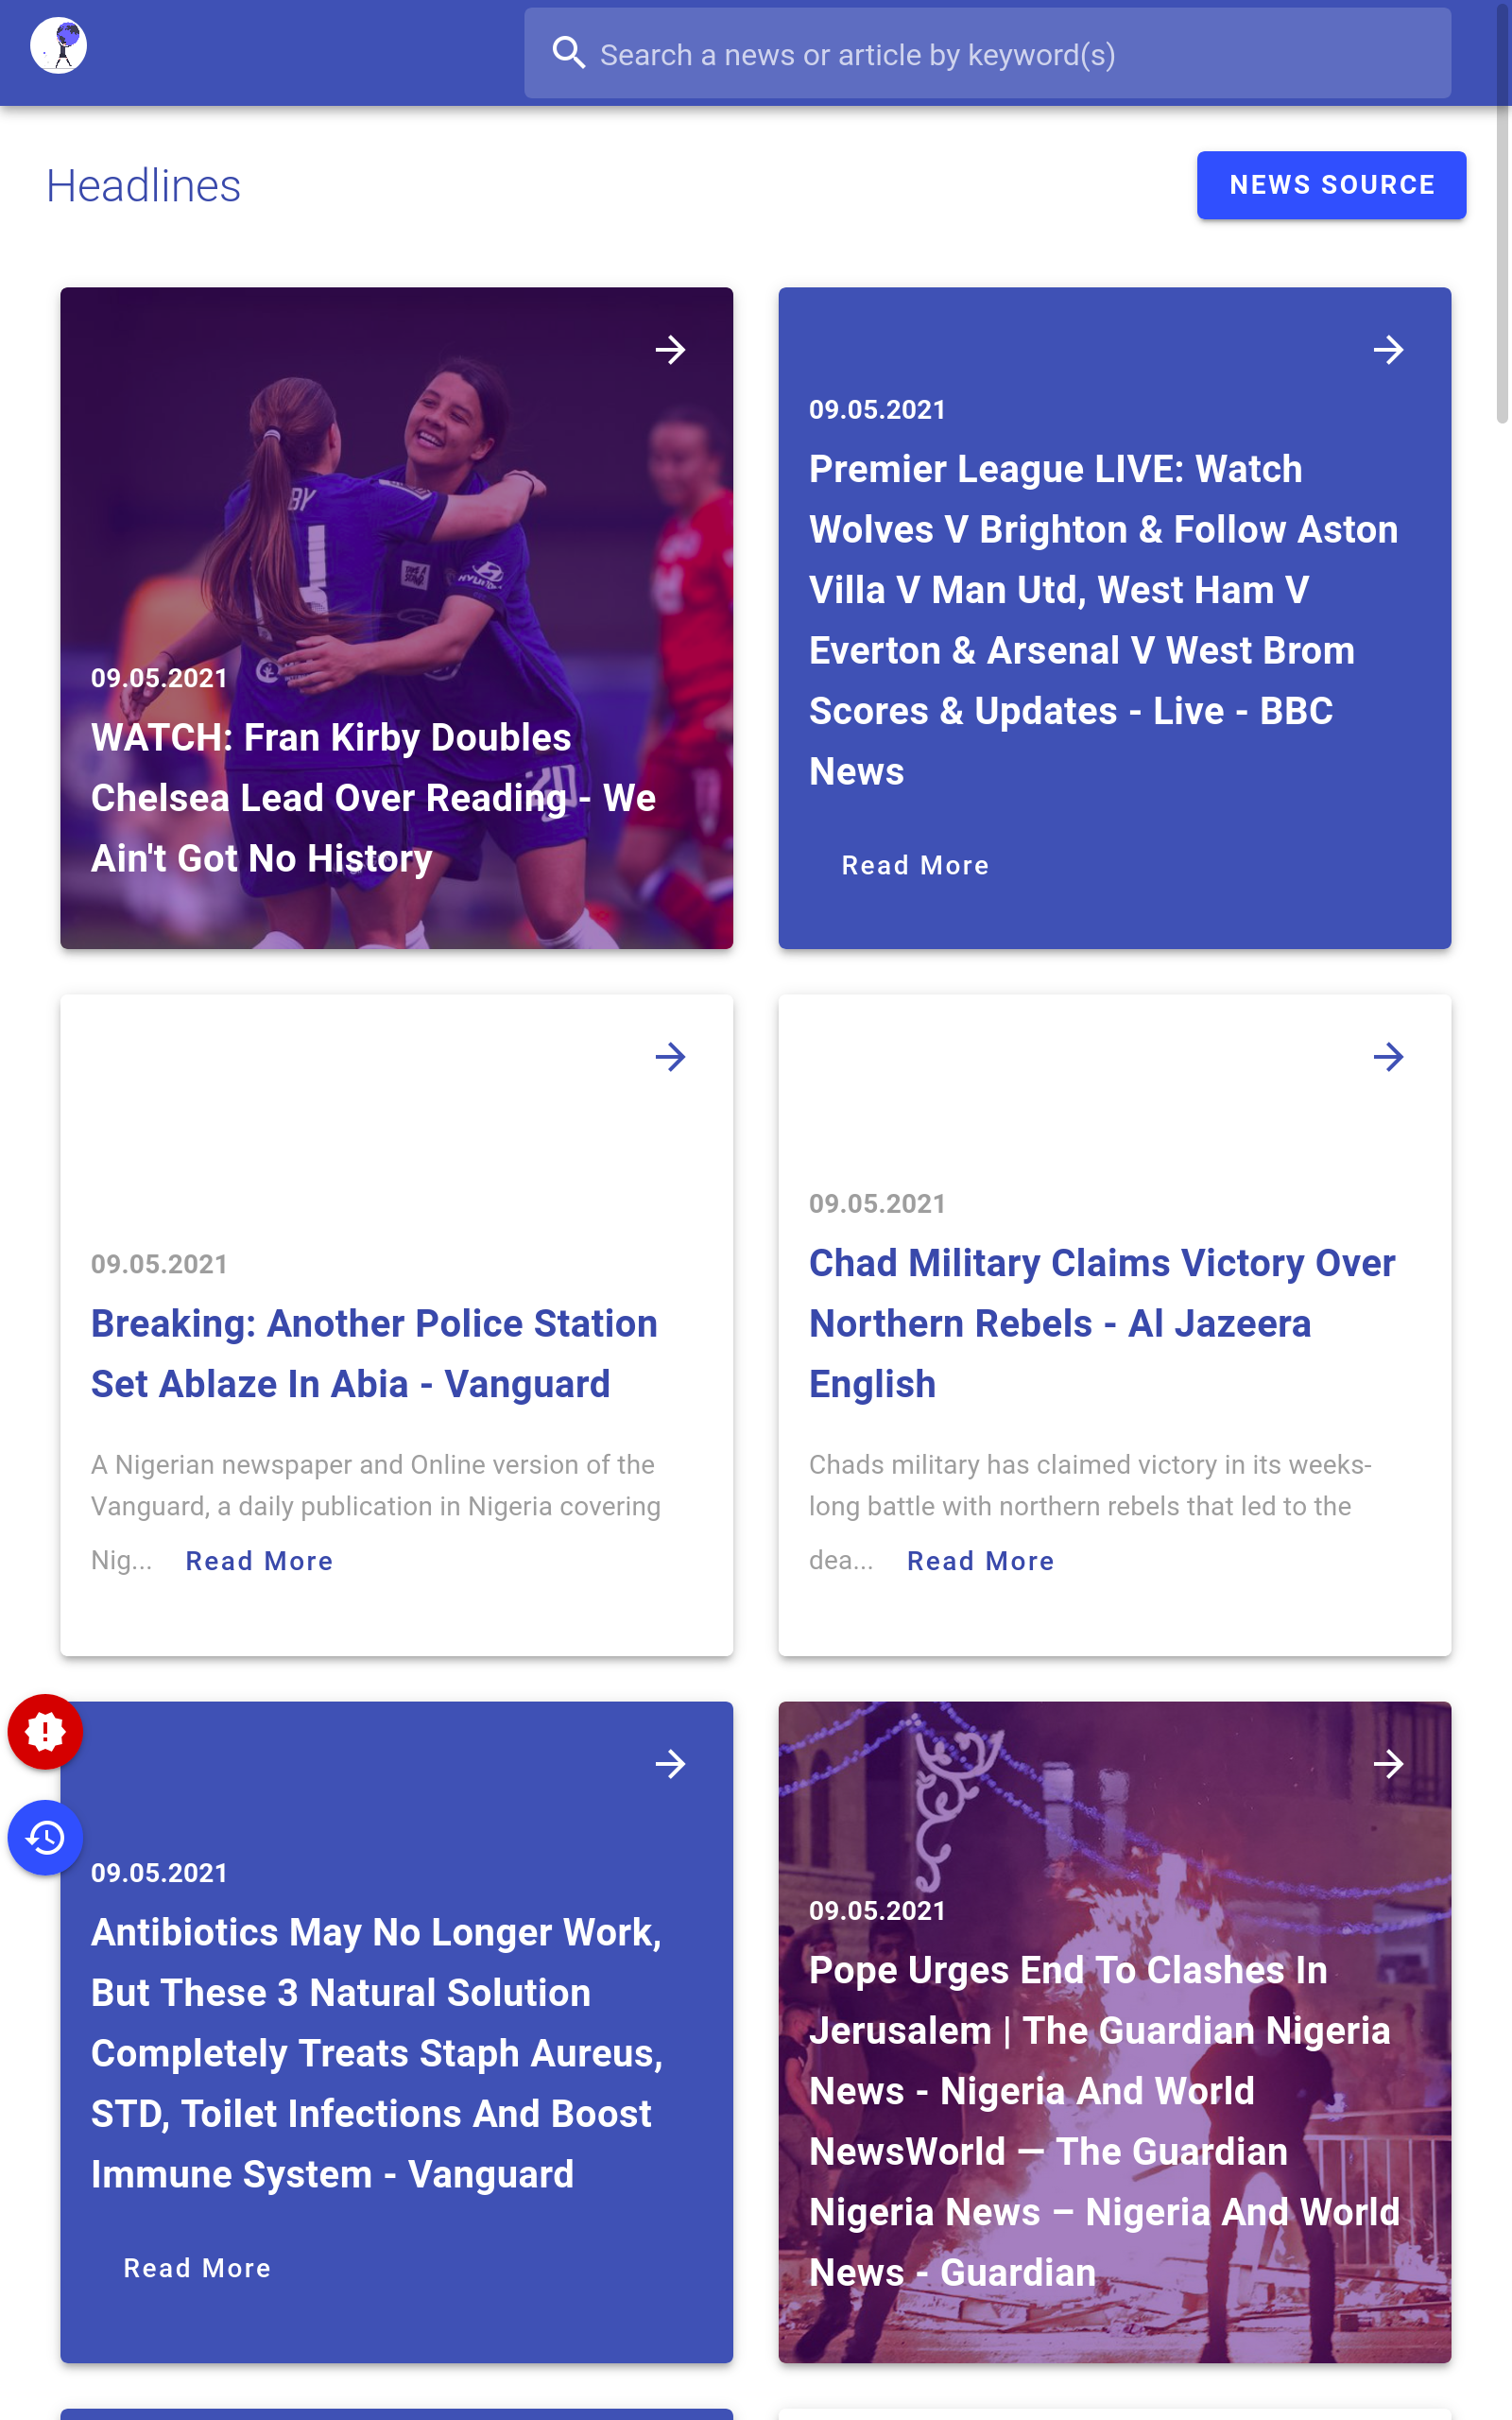 Search a news or article by keyword(s)
Headlines
NEWS SOURCE
BY
HYUNDAI
20
09.05.2021
WATCH: Fran Kirby Doubles
Chelsea Lead Over Reading - We
Ain't Got No History
09.05.2021
Premier League LIVE: Watch
Wolves V Brighton & Follow Aston
Villa V Man Utd, West Ham V
Everton & Arsenal V West Brom
Scores & Updates - Live - BBC
News
Read More
09.05.2021
Breaking: Another Police Station
Set Ablaze In Abia - Vanguard
A Nigerian newspaper and Online version of the
Vanguard, a daily publication in Nigeria covering
Nig... Read More
09.05.2021
Chad Military Claims Victory Over
Northern Rebels - Al Jazeera
English
Chads military has claimed victory in its weeks-
long battle with northern rebels that led to the
dea... Read More
09.05.2021
Antibiotics May No Longer Work,
But These 3 Natural Solution
Completely Treats Staph Aureus,
STD, Toilet Infections And Boost
Immune System - Vanguard
Read More
09.05.2021
Pope Urges End To Clashes In
Jerusalem | The Guardian Nigeria
News - Nigeria And World
NewsWorld — The Guardian
Nigeria News – Nigeria And World
News - Guardian